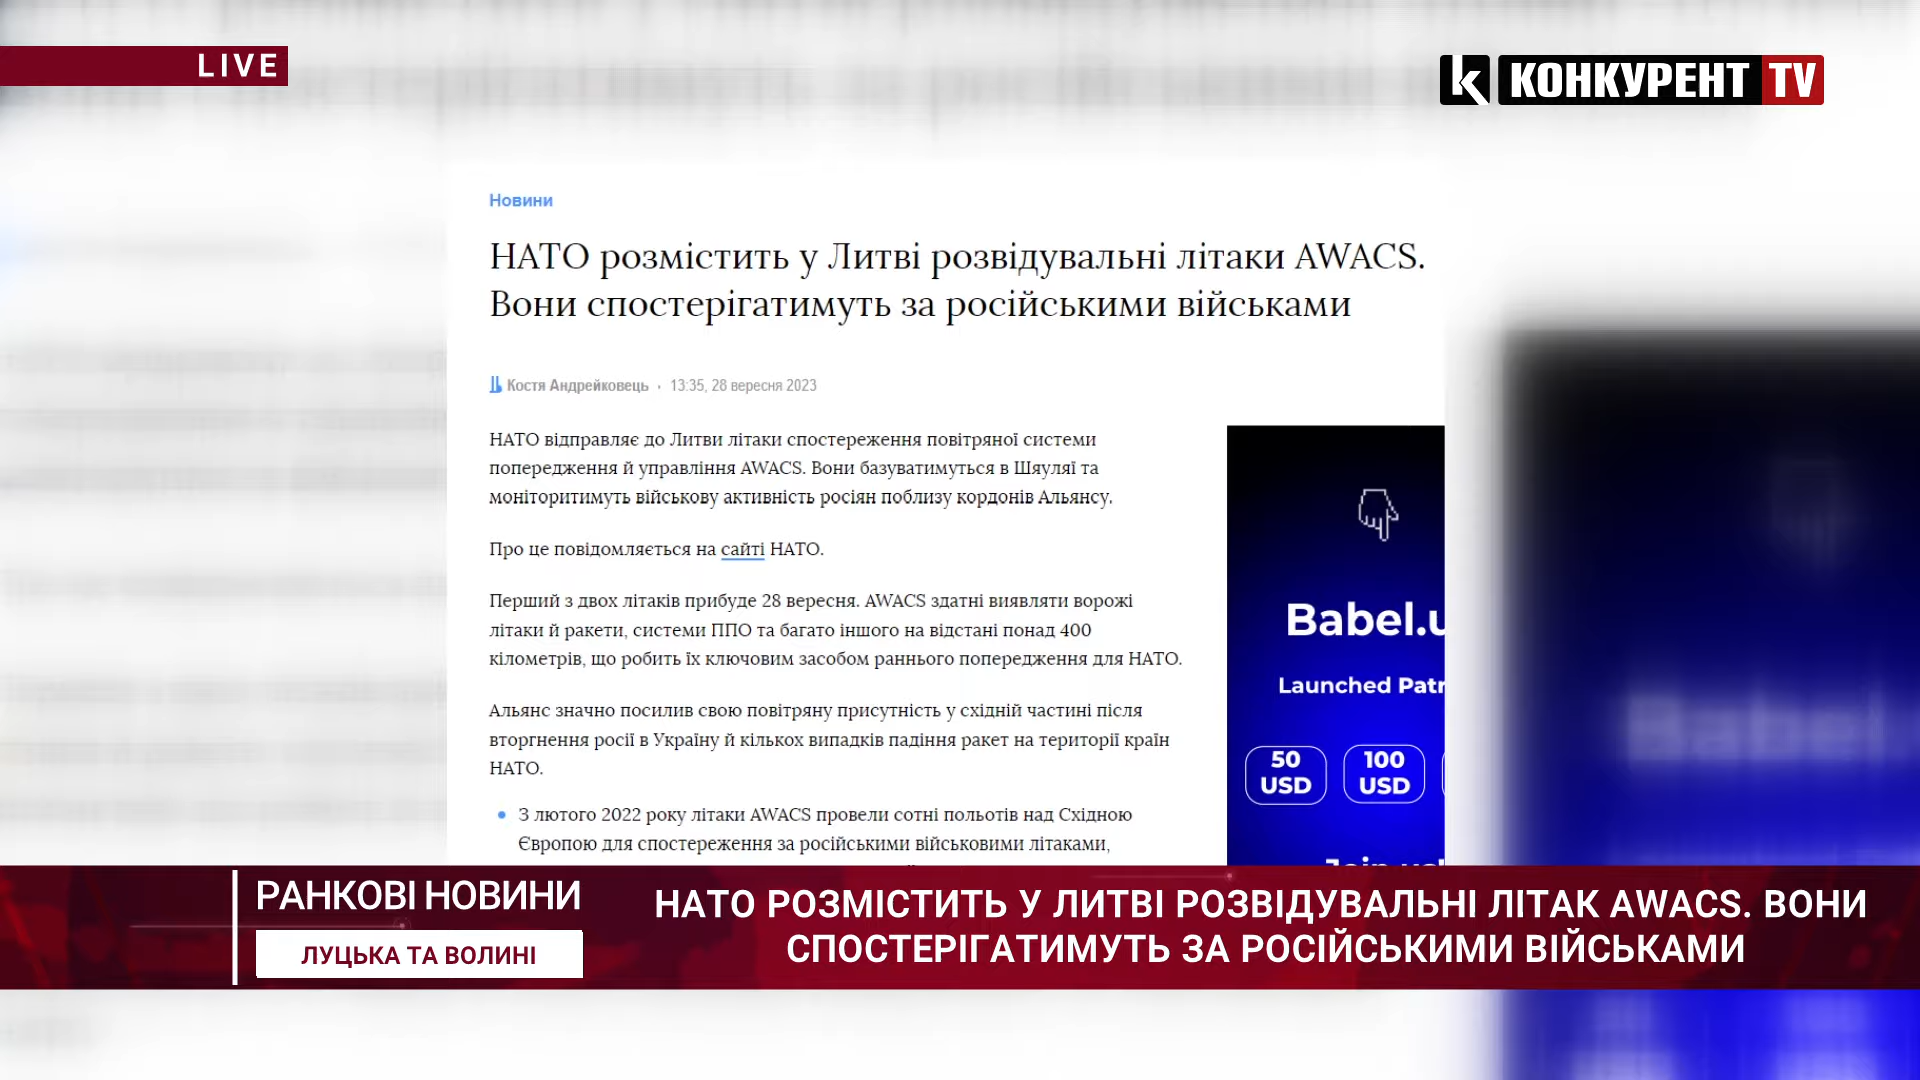 LIVE
k КОНКУРЕНТ TV
Новини
НАТО розмістить у Литві розвідувальні літаки AWACS.
Вони спостерігатимуть за російськими військами
Костя Андрейковець · 13:35, 28 вересня 2023
НАТО відправляє до Литви літаки спостереження повітряної системи
попередження й управління AWACS. Вони базуватимуться в Шяуляї та
моніторитимуть військову активність росіян поблизу кордонів Альянсу.
Про це повідомляється на сайті НАТО.
Перший з двох літаків прибуде 28 вересня. AWACS здатні виявляти ворожі
літаки й ракети, системи ППО та багато іншого на відстані понад 400
кілометрів, що робить їх ключовим засобом раннього попередження для НАТО.
Альянс значно посилив свою повітряну присутність у східній частині після
вторгнення росії в Україну й кількох випадків падіння ракет на території країн
НАТО.
• З лютого 2022 року літаки AWACS провели сотні польотів над Східною
Європою для спостереження за російськими військовими літаками,
Babel.u
Launched Patr
50 USD
100 USD
Join us!
РАНКОВІ НОВИНИ
ЛУЦЬКА ТА ВОЛИНІ
НАТО РОЗМІСТИТЬ У ЛИТВІ РОЗВІДУВАЛЬНІ ЛІТАК AWACS. ВОНИ
СПОСТЕРІГАТИМУТЬ ЗА РОСІЙСЬКИМИ ВІЙСЬКАМИ